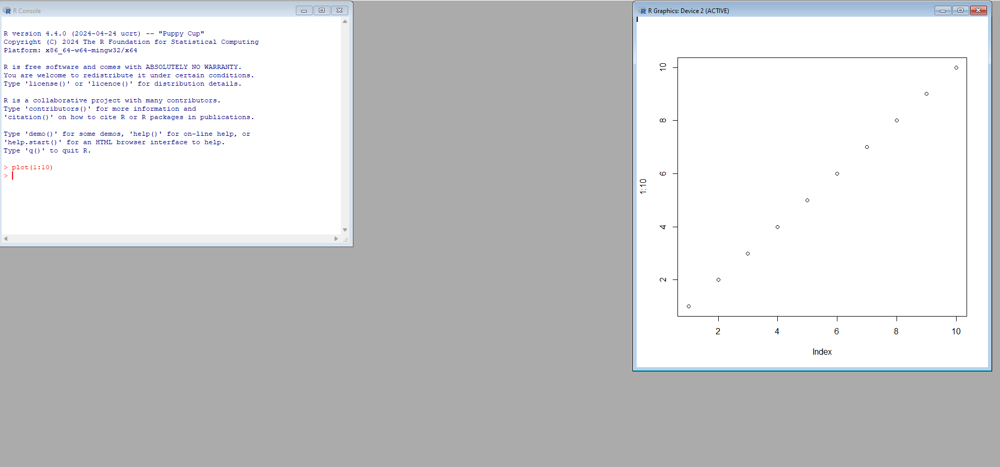 R Console
R version 4.4.0 (2024-04-24 ucrt) -- "Puppy Cup"
Copyright (C) 2024 The R Foundation for Statistical Computing
Platform: x86_64-w64-mingw32/x64
R is free software and comes with ABSOLUTELY NO WARRANTY.
You are welcome to redistribute it under certain conditions.
Type 'license()' or 'licence()' for distribution details.
R is a collaborative project with many contributors.
Type 'contributors()' for more information and
'citation()' on how to cite R or R packages in publications.
Type 'demo()' for some demos, 'help()' for on-line help, or
'help.start()' for an HTML browser interface to help.
Type 'q()' to quit R.
> plot(1:10)
>
R Graphics: Device 2 (ACTIVE)
10
8
6
4
2
1:10
2 4 6 8 10
Index